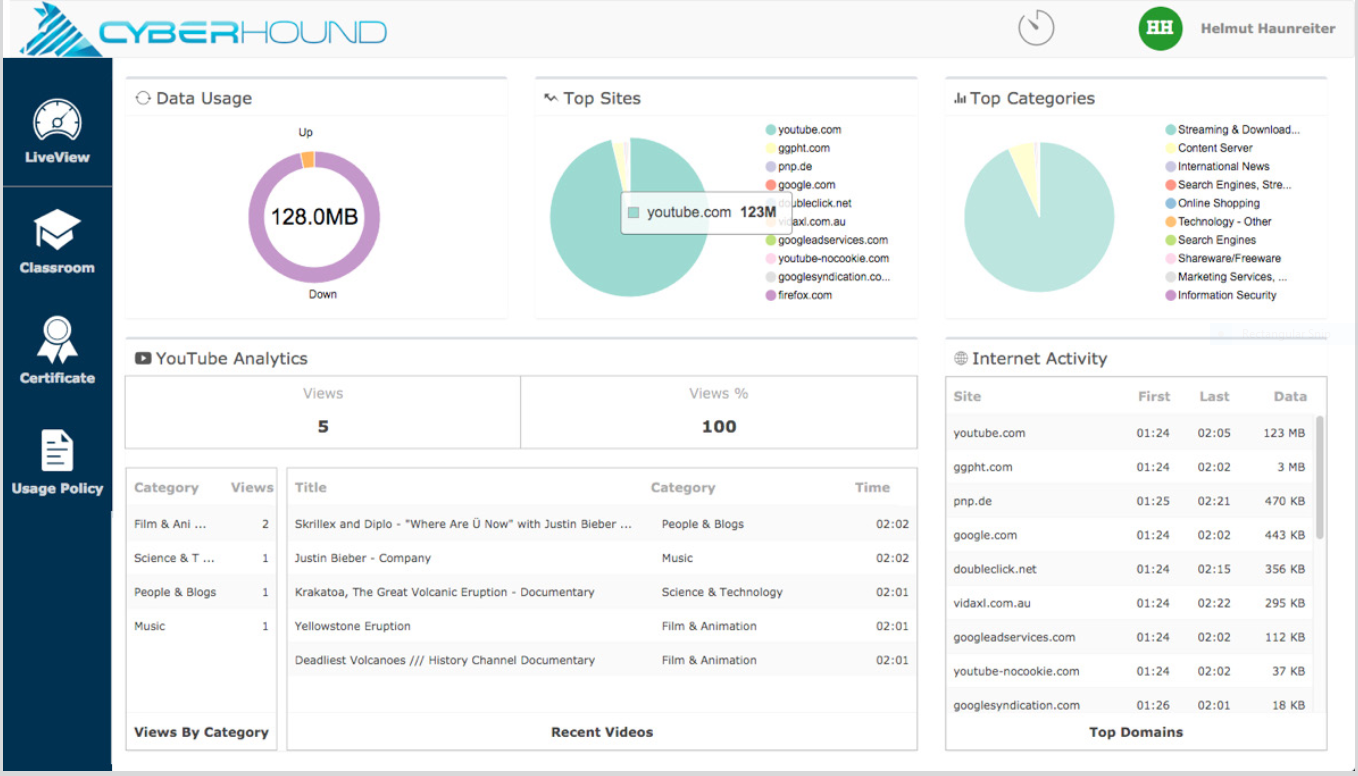 CYBERHOUND
HH
Helmut Haunreiter
LiveView
Classroom
Certificate
Usage Policy
Data Usage
Up
128.0MB
Down
Top Sites
youtube.com
ggpht.com
pnp.de
google.com
doubleclick.net
vidaxl.com.au
googleadservices.com
youtube-nocookie.com
googlesyndication.co...
firefox.com
youtube.com 123M
Top Categories
Streaming & Download...
Content Server
International News
Search Engines, Stre...
Online Shopping
Technology - Other
Search Engines
Shareware/Freeware
Marketing Services, ...
Information Security
YouTube Analytics
Views
5
Views %
100
Category Views
Film & Ani ... 2
Science & T ... 1
People & Blogs 1
Music 1
Views By Category
Title Category Time
Skrillex and Diplo - "Where Are Ü Now" with Justin Bieber ... People & Blogs 02:02
Justin Bieber - Company Music 02:02
Krakatoa, The Great Volcanic Eruption - Documentary Science & Technology 02:01
Yellowstone Eruption Film & Animation 02:01
Deadliest Volcanoes /// History Channel Documentary Film & Animation 02:01
Recent Videos
Internet Activity
Site First Last Data
youtube.com 01:24 02:05 123 MB
ggpht.com 01:24 02:02 3 MB
pnp.de 01:25 02:21 470 KB
google.com 01:24 02:02 443 KB
doubleclick.net 01:24 02:15 356 KB
vidaxl.com.au 01:24 02:22 295 KB
googleadservices.com 01:24 02:02 112 KB
youtube-nocookie.com 01:24 02:02 37 KB
googlesyndication.com 01:26 02:01 18 KB
Top Domains